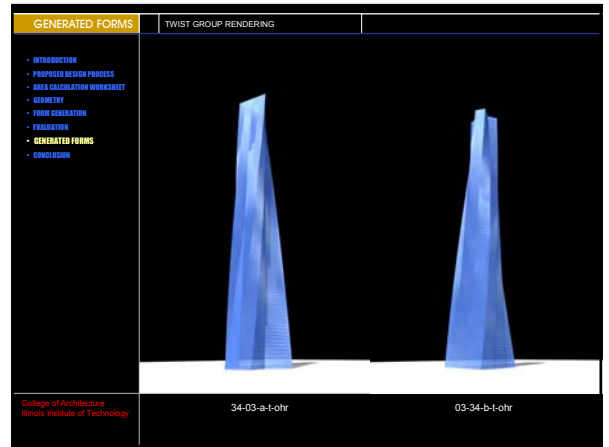 GENERATED FORMS
TWIST GROUP RENDERING
• INTRODUCTION
• PROPOSED DESIGN PROCESS
• AREA CALCULATION WORKSHEET
• GEOMETRY
• FORM GENERATION
• EVALUATION
• GENERATED FORMS
• CONCLUSION
College of Architecture
Illinois Institute of Technology
34-03-a-t-ohr
03-34-b-t-ohr